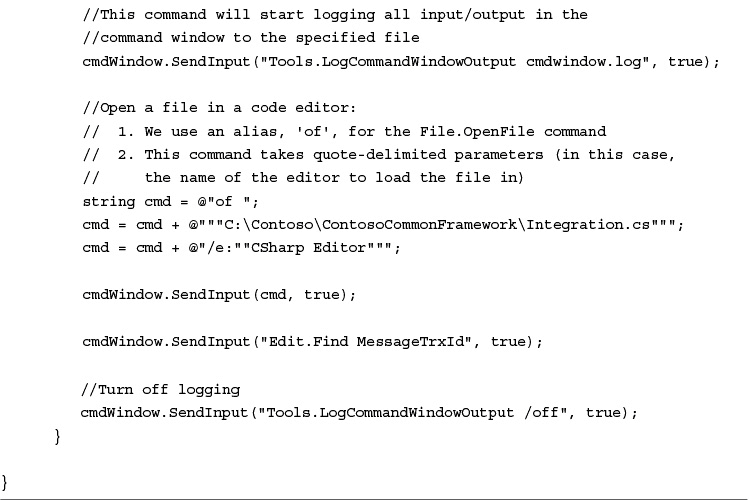 //This command will start logging all input/output in the
//command window to the specified file
cmdWindow.SendInput("Tools.LogCommandWindowOutput cmdwindow.log", true);
//Open a file in a code editor:
//  1. We use an alias, 'of', for the File.OpenFile command
//  2. This command takes quote-delimited parameters (in this case,
//     the name of the editor to load the file in)
string cmd = @"of ";
cmd = cmd + @"""C:\Contoso\ContosoCommonFramework\Integration.cs""";
cmd = cmd + @"/e:""CSharp Editor""";
cmdWindow.SendInput(cmd, true);
cmdWindow.SendInput("Edit.Find MessageTrxId", true);
//Turn off logging
cmdWindow.SendInput("Tools.LogCommandWindowOutput /off", true);
}
}